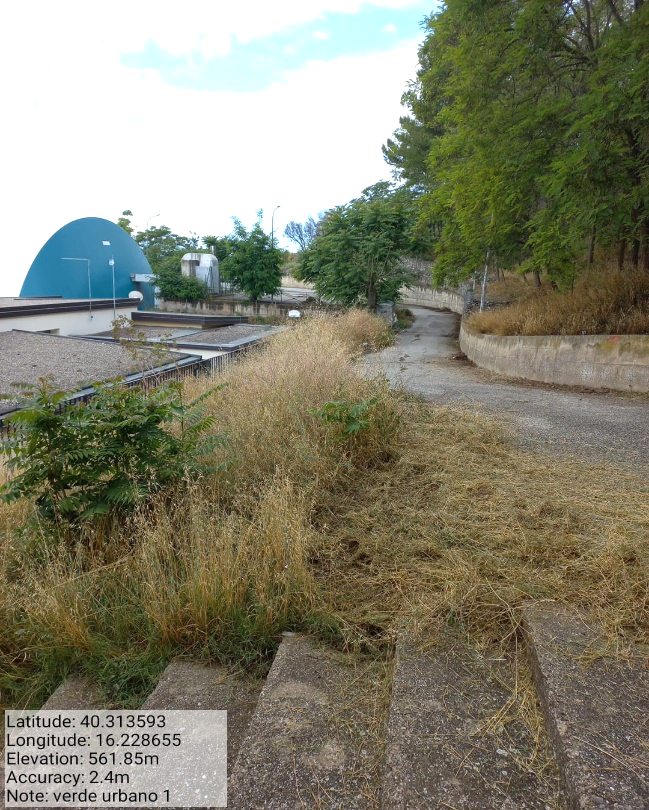 Latitude: 40.313593
Longitude: 16.228655
Elevation: 561.85m
Accuracy: 2.4m
Note: verde urbano 1